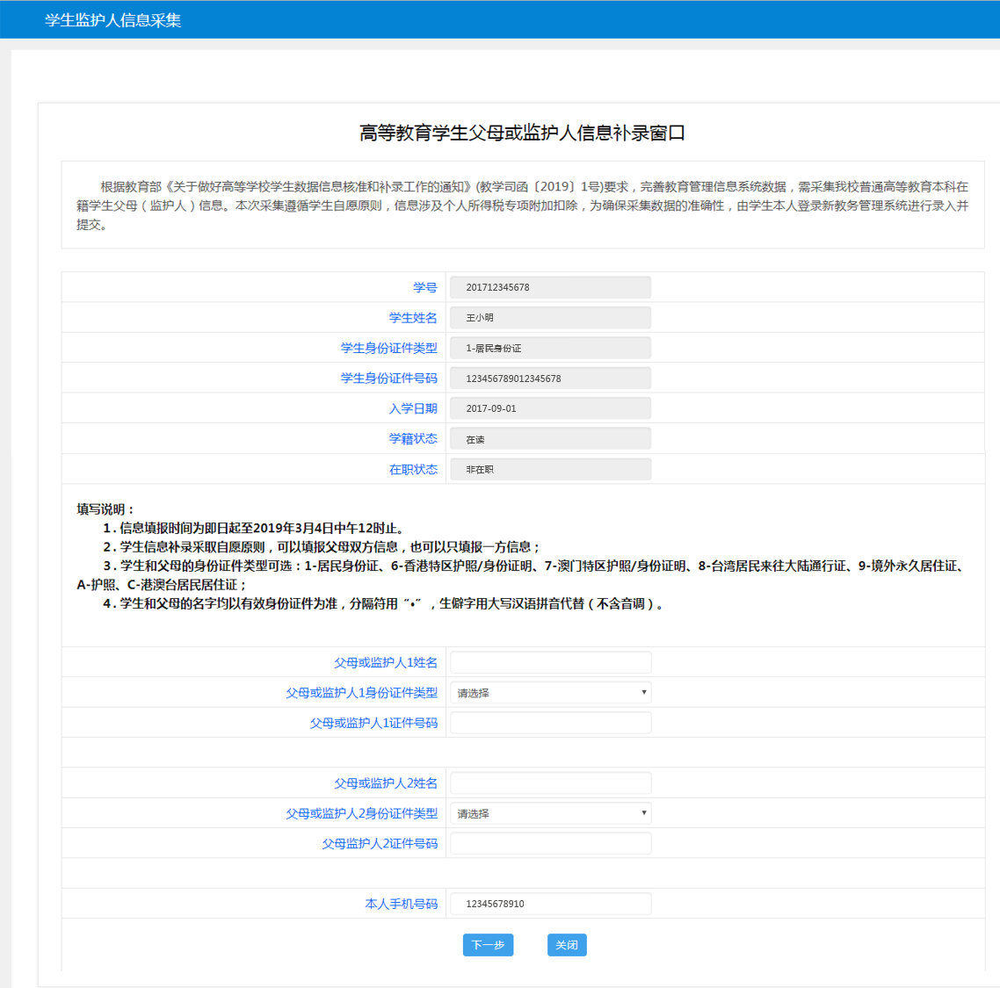 学生监护人信息采集
高等教育学生父母或监护人信息补录窗口
根据教育部《关于做好高等学校学生数据信息核准和补录工作的通知》(教学司函〔2019〕1号)要求，完善教育管理信息系统数据，需采集我校普通高等教育本科在
籍学生父母（监护人）信息。本次采集遵循学生自愿原则，信息涉及个人所得税专项附加扣除，为确保采集数据的准确性，由学生本人登录新教务管理系统进行录入并
提交。
学号 201712345678
学生姓名 王小明
学生身份证件类型 1-居民身份证
学生身份证件号码 123456789012345678
入学日期 2017-09-01
学籍状态 在读
在职状态 非在职
填写说明：
1．信息填报时间为即日起至2019年3月4日中午12时止。
2．学生信息补录采取自愿原则，可以填报父母双方信息，也可以只填报一方信息；
3．学生和父母的身份证件类型可选：1-居民身份证、6-香港特区护照/身份证明、7-澳门特区护照/身份证明、8-台湾居民来往大陆通行证、9-境外永久居住证、
A-护照、C-港澳台居民居住证；
4．学生和父母的名字均以有效身份证件为准，分隔符用“•”，生僻字用大写汉语拼音代替（不含音调）。
父母或监护人1姓名
父母或监护人1身份证件类型 请选择
父母或监护人1证件号码
父母或监护人2姓名
父母或监护人2身份证件类型 请选择
父母监护人2证件号码
本人手机号码 12345678910
下一步 关闭